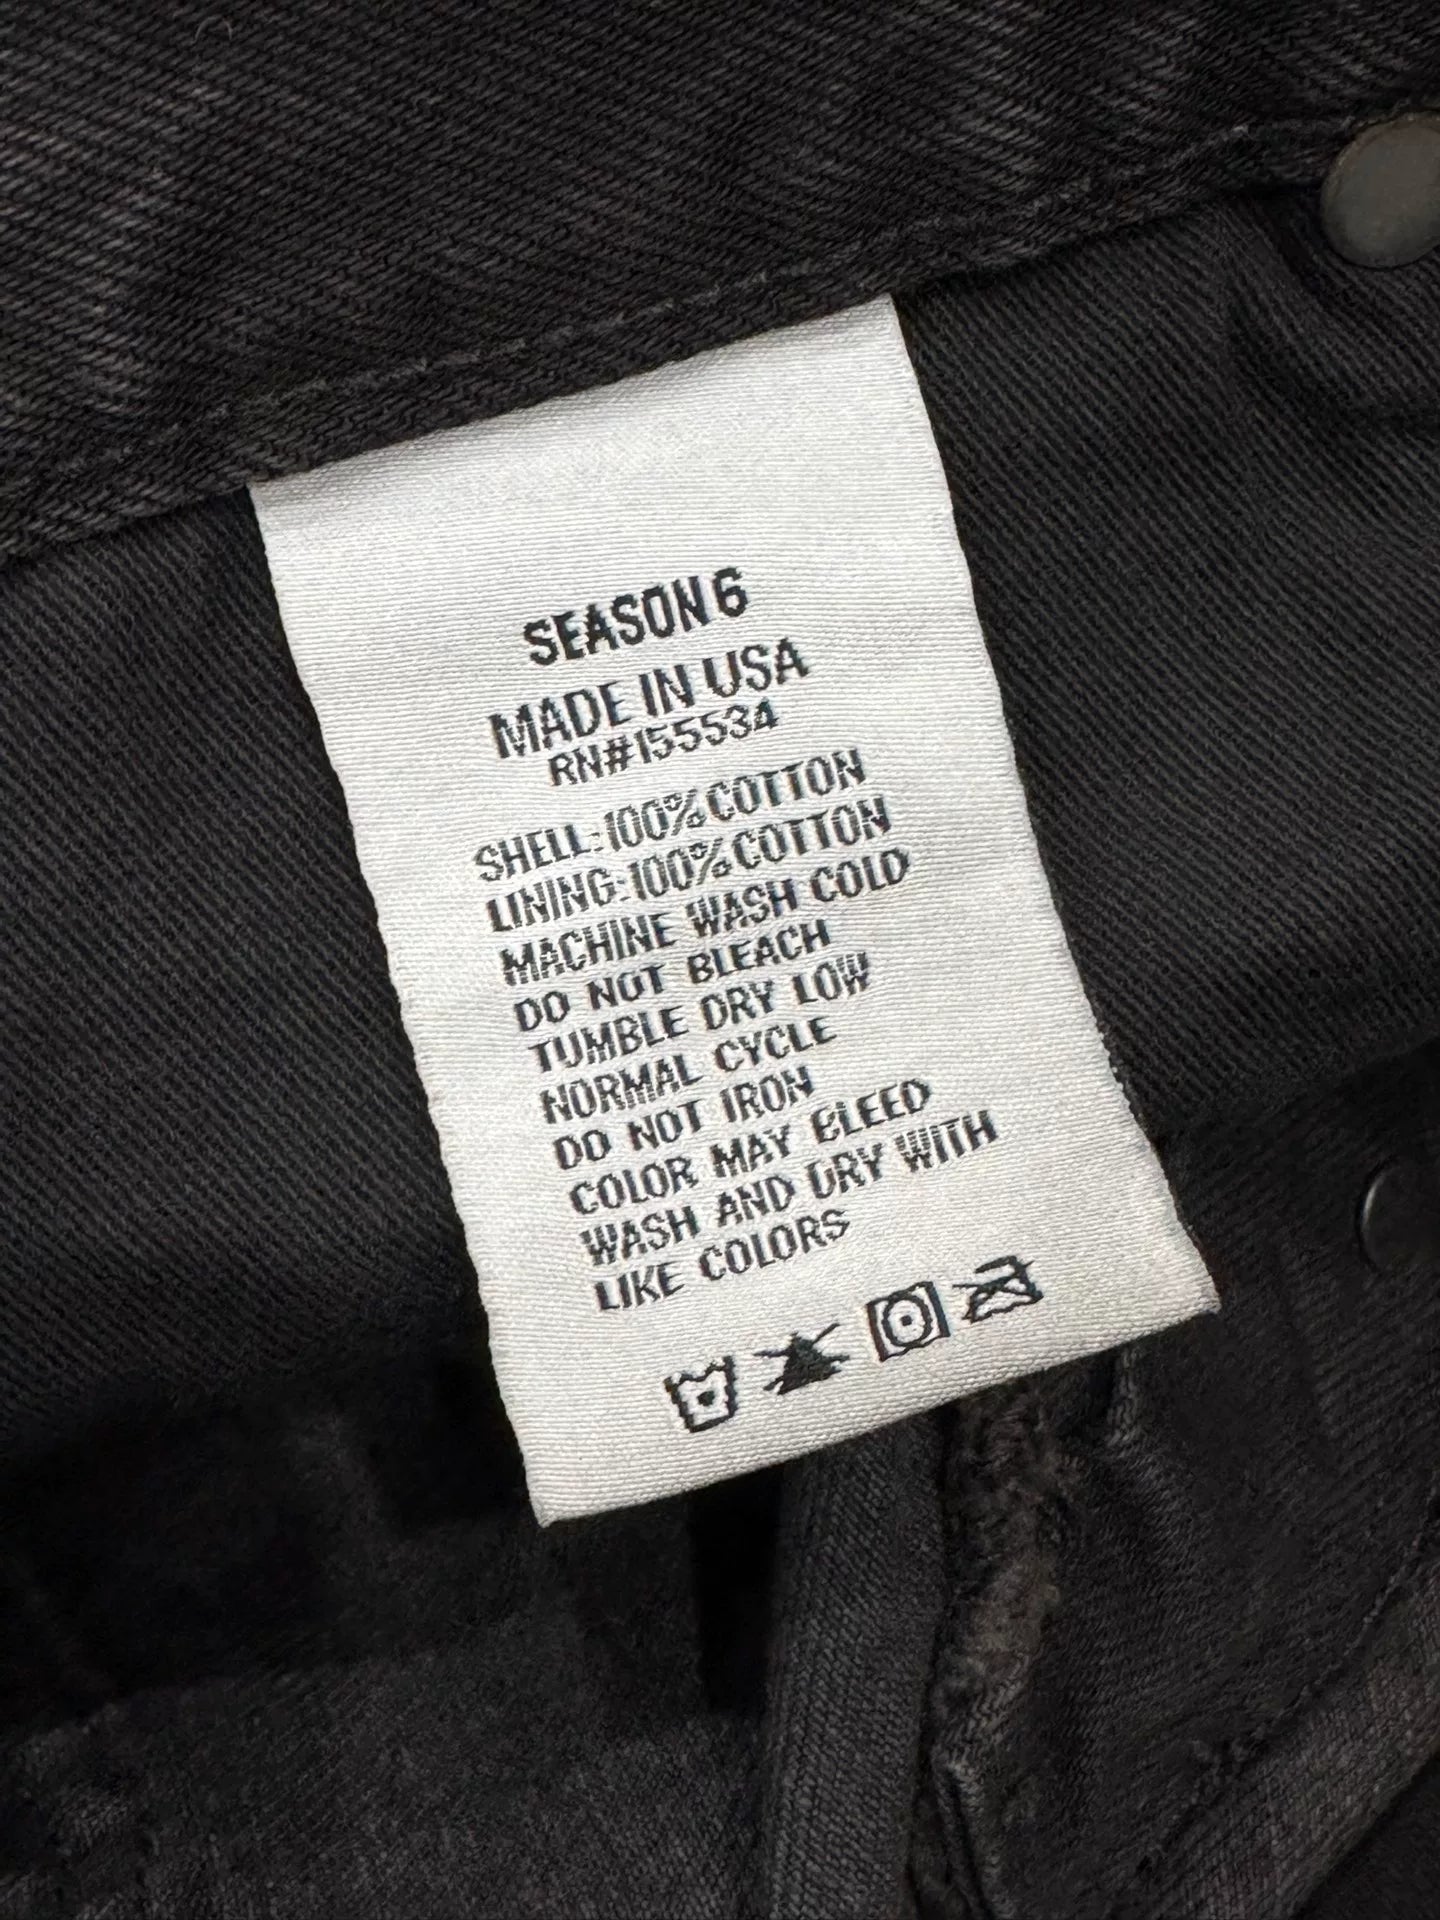 SEASON 6
MADE IN USA
RN#155534
SHELL:100%COTTON
LINING:100%COTTON
MACHINE WASH COLD
DO NOT BLEACH
TUMBLE DRY LOW
NORMAL CYCLE
DO NOT IRON
COLOR MAY BLEED
WASH AND DRY WITH
LIKE COLORS